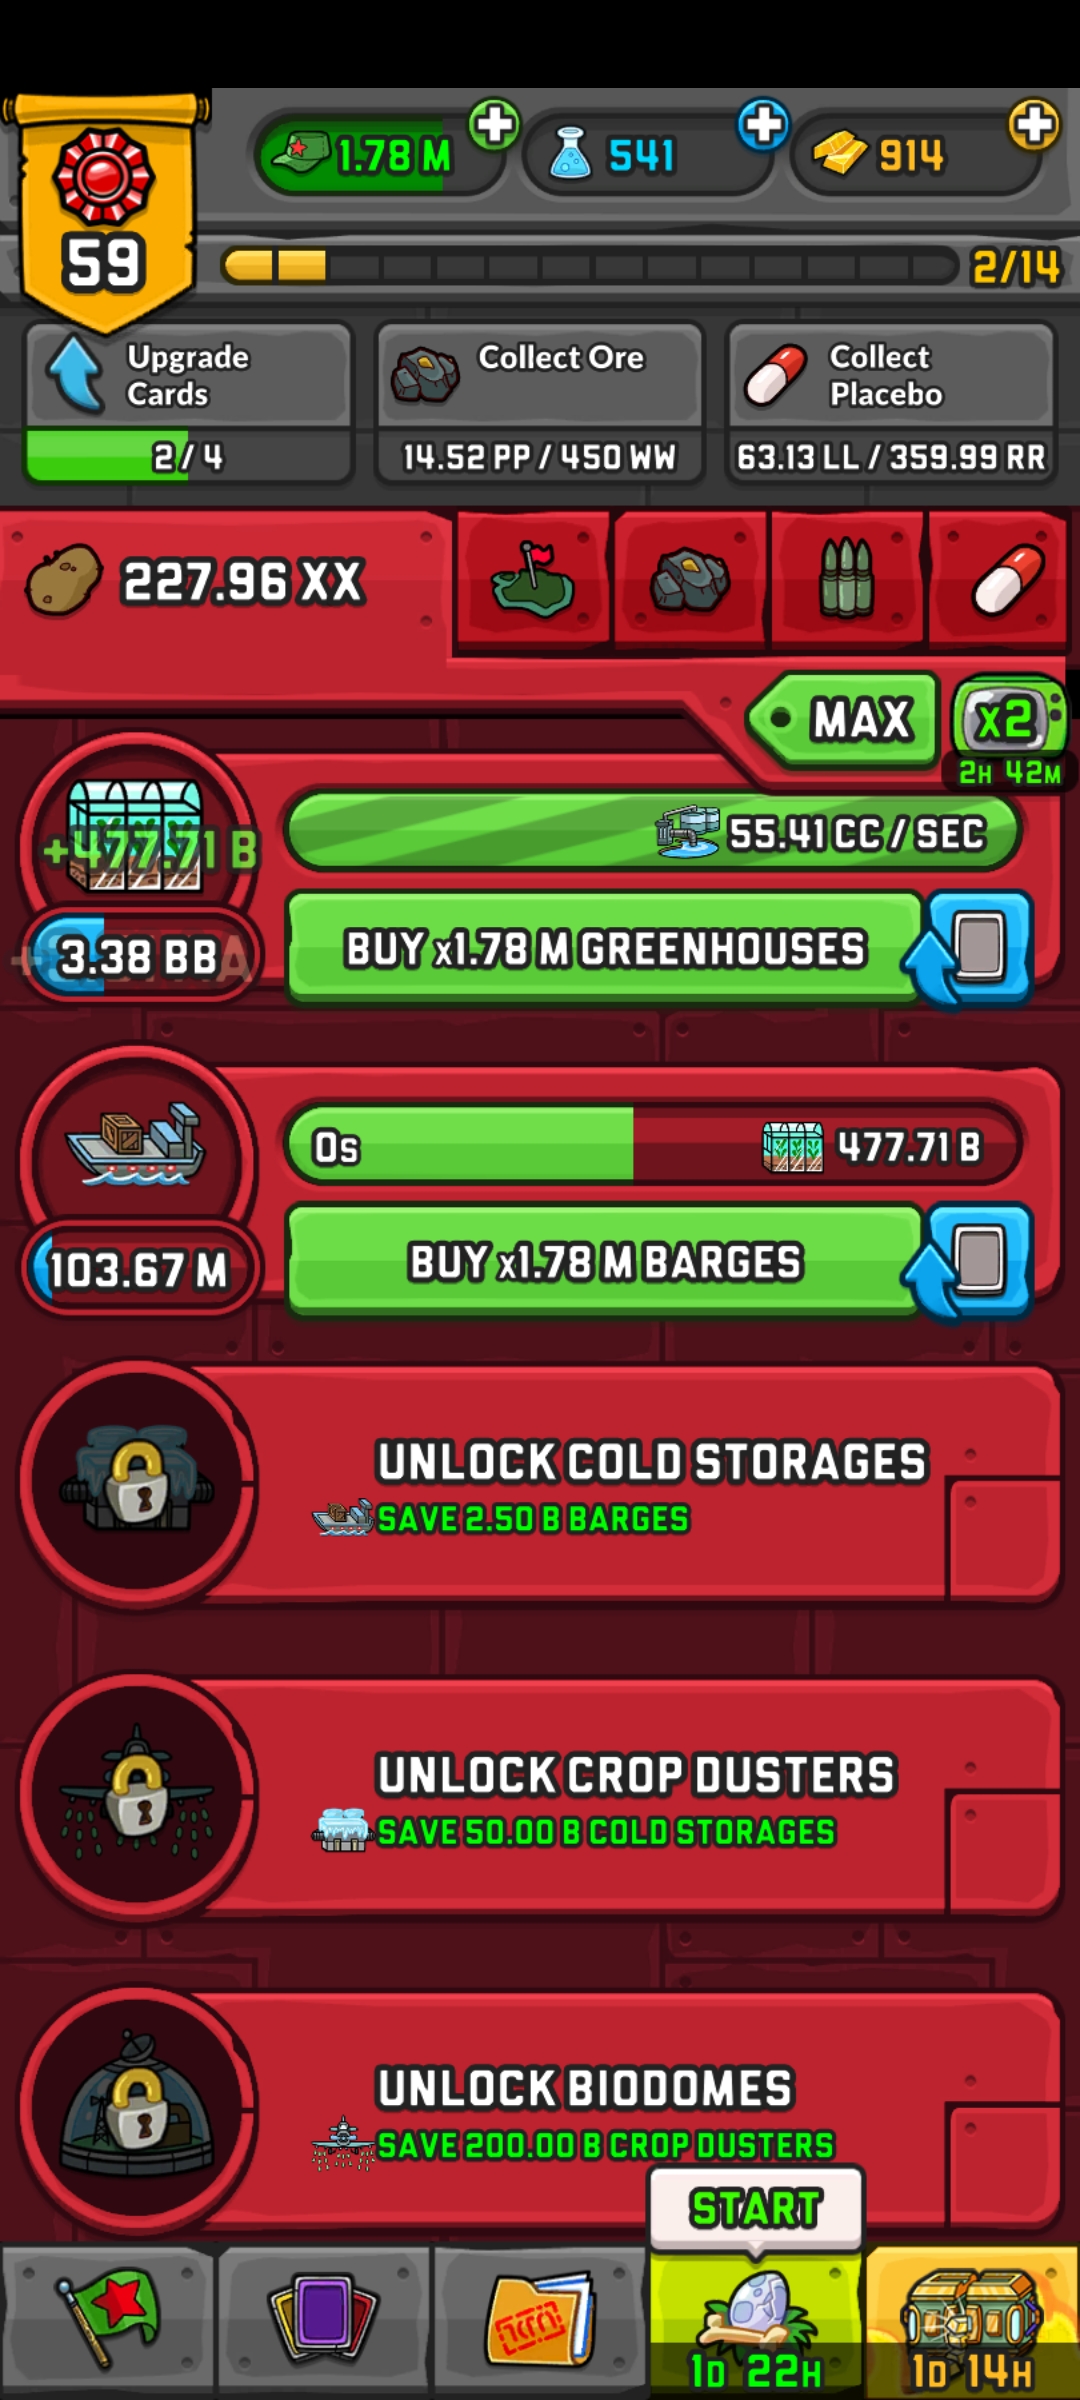 1.78 M
541
914
59
2/14
Upgrade
Cards
2 / 4
Collect Ore
14.52 PP / 450 WW
Collect
Placebo
63.13 LL / 359.99 RR
227.96 XX
MAX
x2
2H 42M
+477.71 B
55.41 CC / SEC
3.38 BB
BUY x1.78 M GREENHOUSES
0s
477.71 B
103.67 M
BUY x1.78 M BARGES
UNLOCK COLD STORAGES
SAVE 2.50 B BARGES
UNLOCK CROP DUSTERS
SAVE 50.00 B COLD STORAGES
UNLOCK BIODOMES
SAVE 200.00 B CROP DUSTERS
START
1D 22H
1D 14H